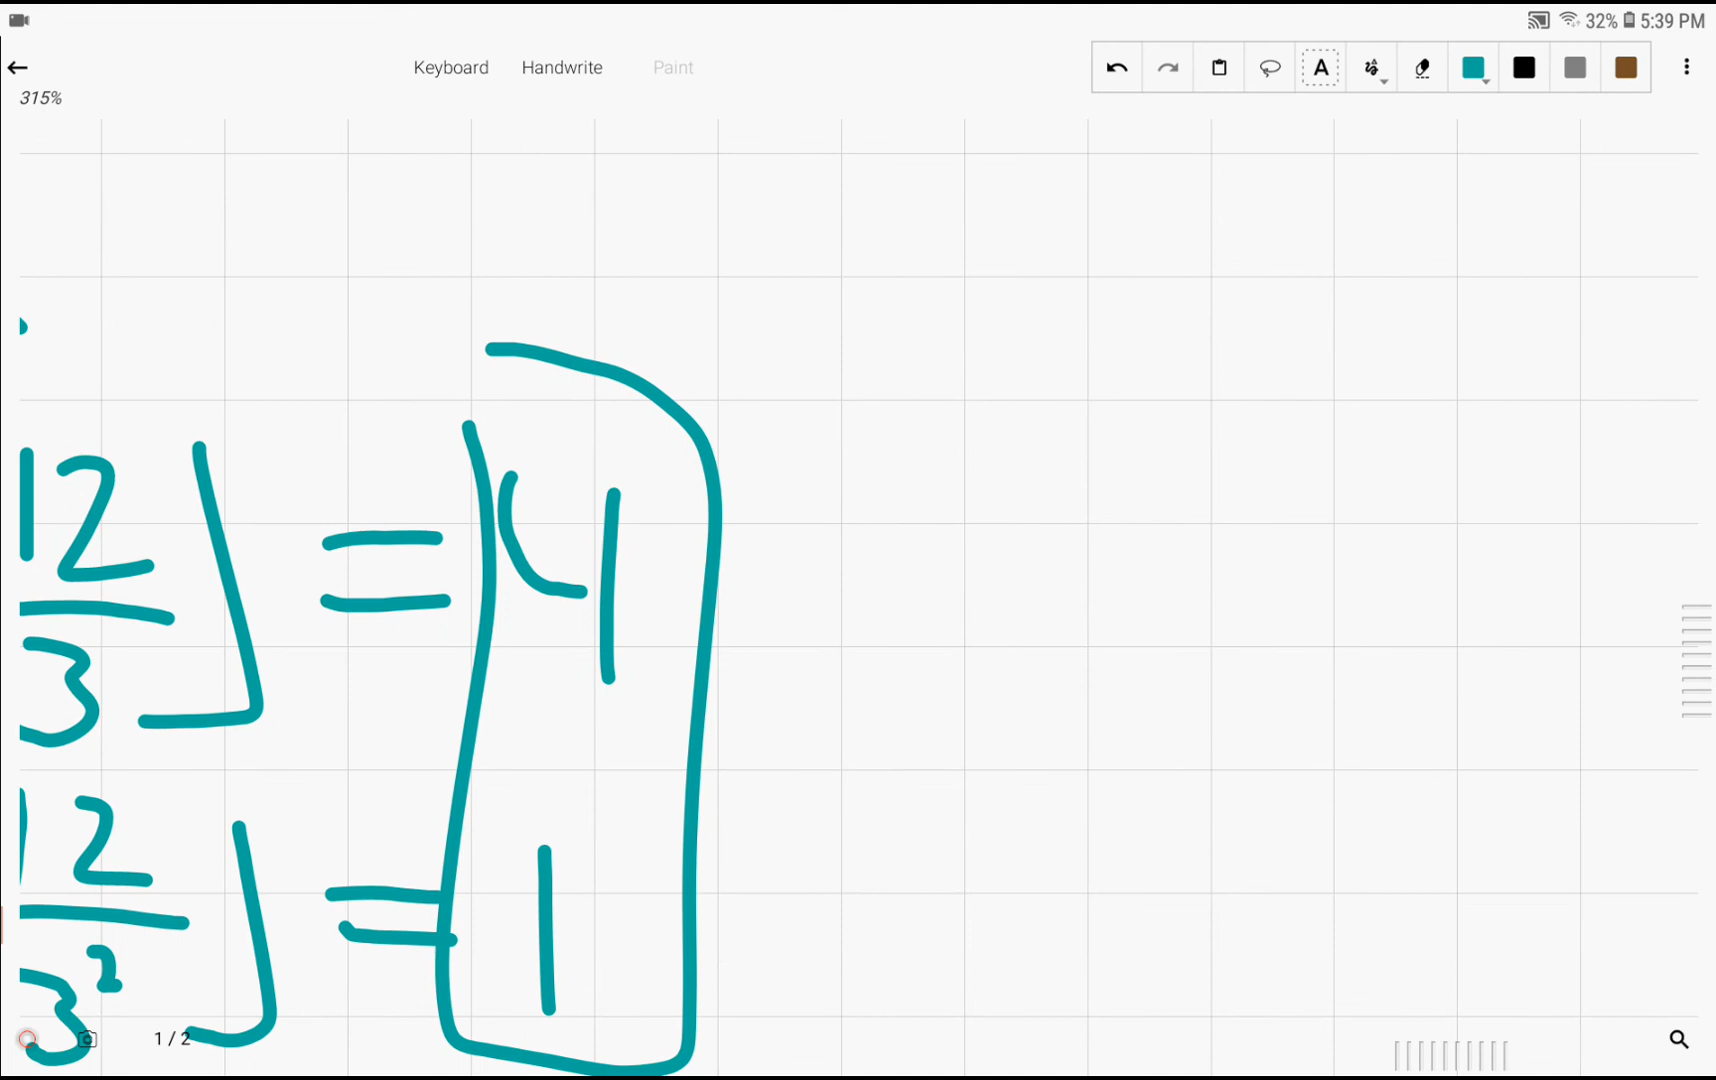 32% 5:39 PM
Keyboard Handwrite Paint A
315%
12/3⌋ = 4
12/3²⌋ = 1
1 / 2